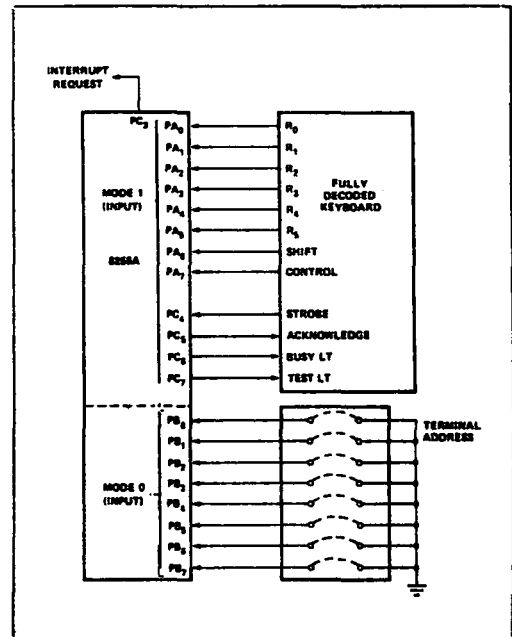 INTERRUPT
REQUEST
PC3 PA0 R0
PA1 R1
PA2 R2
MODE 1 PA3 R3 FULLY
(INPUT) PA4 R4 DECODED
PA5 R5 KEYBOARD
8255A PA6 SHIFT
PA7 CONTROL
PC4 STROBE
PC5 ACKNOWLEDGE
PC6 BUSY LT
PC7 TEST LT
PB0 TERMINAL
PB1 ADDRESS
PB2
MODE 0 PB3
(INPUT) PB4
PB5
PB6
PB7